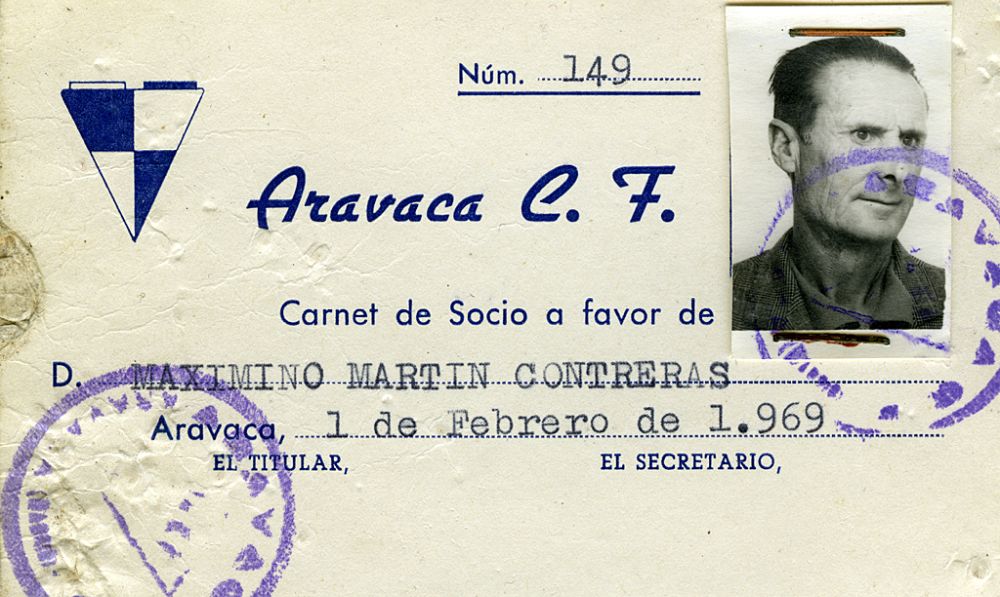 Núm. 149
Aravaca C. F.
Carnet de Socio a favor de
D. MAXIMINO MARTIN CONTRERAS
Aravaca, 1 de Febrero de 1.969
EL TITULAR, EL SECRETARIO,